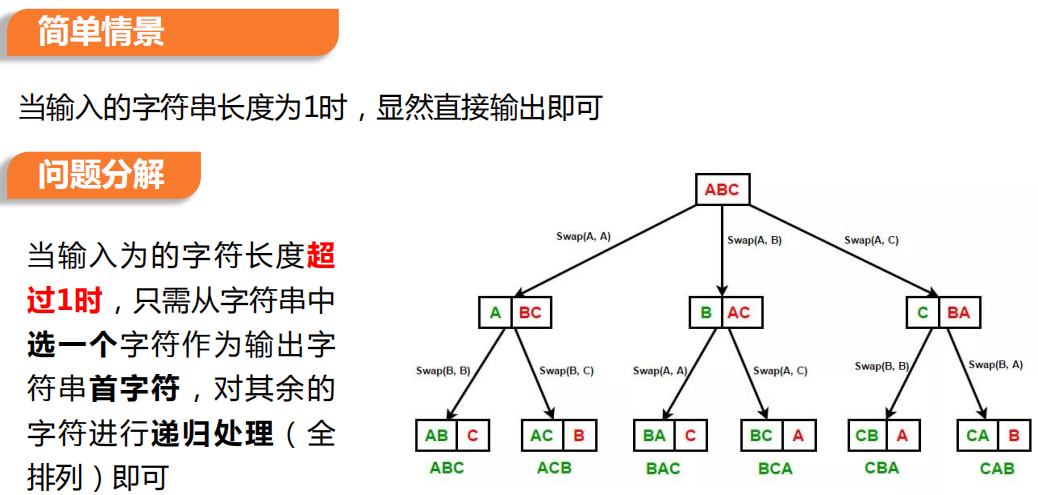 简单情景
当输入的字符串长度为1时，显然直接输出即可
问题分解
当输入为的字符长度超
过1时，只需从字符串中
选一个字符作为输出字
符串首字符，对其余的
字符进行递归处理（全
排列）即可
ABC
Swap(A, A)
Swap(A, B)
Swap(A, C)
A BC
B AC
C BA
Swap(B, B)
Swap(B, C)
Swap(A, A)
Swap(A, C)
Swap(B, B)
Swap(B, A)
AB C
AC B
BA C
BC A
CB A
CA B
ABC
ACB
BAC
BCA
CBA
CAB